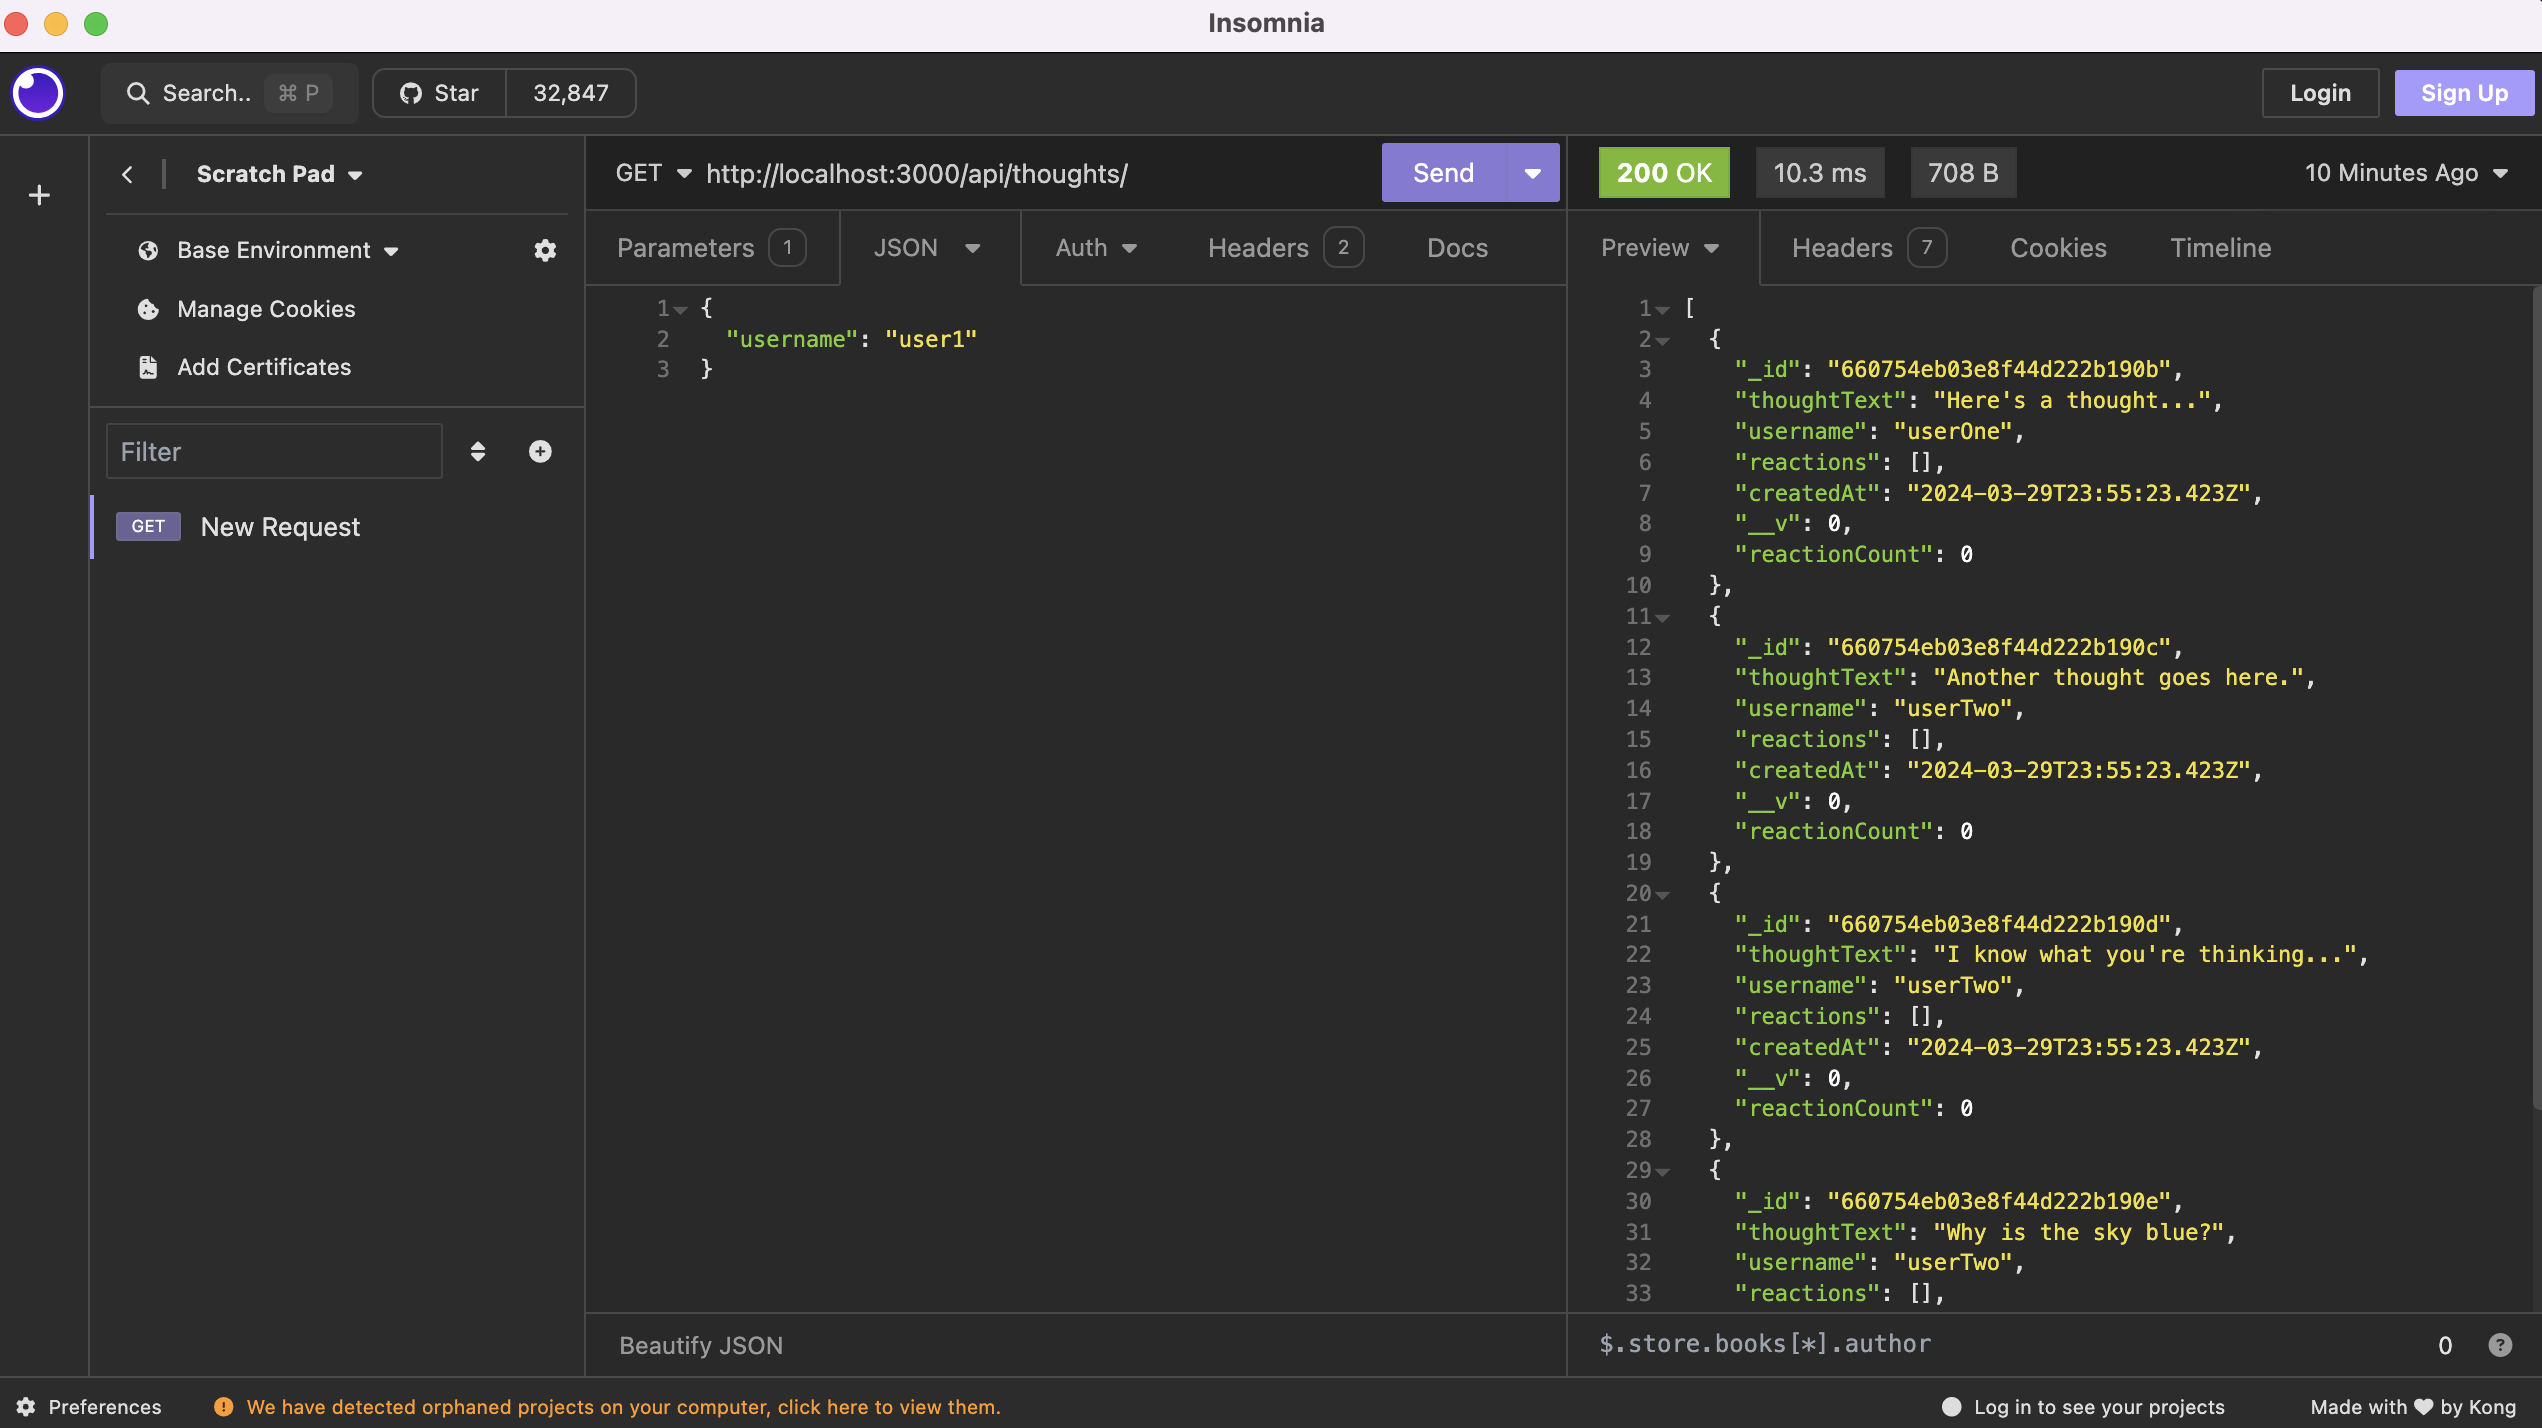 Insomnia
Search.. ⌘ P
Star 32,847
Login
Sign Up
Scratch Pad
Base Environment
Manage Cookies
Add Certificates
Filter
GET New Request
GET http://localhost:3000/api/thoughts/
Send
Parameters 1 JSON Auth Headers 2 Docs
1 {
2 "username": "user1"
3 }
Beautify JSON
200 OK 10.3 ms 708 B 10 Minutes Ago
Preview Headers 7 Cookies Timeline
1 [
2 {
3 "_id": "660754eb03e8f44d222b190b",
4 "thoughtText": "Here's a thought...",
5 "username": "userOne",
6 "reactions": [],
7 "createdAt": "2024-03-29T23:55:23.423Z",
8 "__v": 0,
9 "reactionCount": 0
10 },
11 {
12 "_id": "660754eb03e8f44d222b190c",
13 "thoughtText": "Another thought goes here.",
14 "username": "userTwo",
15 "reactions": [],
16 "createdAt": "2024-03-29T23:55:23.423Z",
17 "__v": 0,
18 "reactionCount": 0
19 },
20 {
21 "_id": "660754eb03e8f44d222b190d",
22 "thoughtText": "I know what you're thinking...",
23 "username": "userTwo",
24 "reactions": [],
25 "createdAt": "2024-03-29T23:55:23.423Z",
26 "__v": 0,
27 "reactionCount": 0
28 },
29 {
30 "_id": "660754eb03e8f44d222b190e",
31 "thoughtText": "Why is the sky blue?",
32 "username": "userTwo",
33 "reactions": [],
$.store.books[*].author 0 ?
Preferences
! We have detected orphaned projects on your computer, click here to view them.
Log in to see your projects
Made with ♥ by Kong